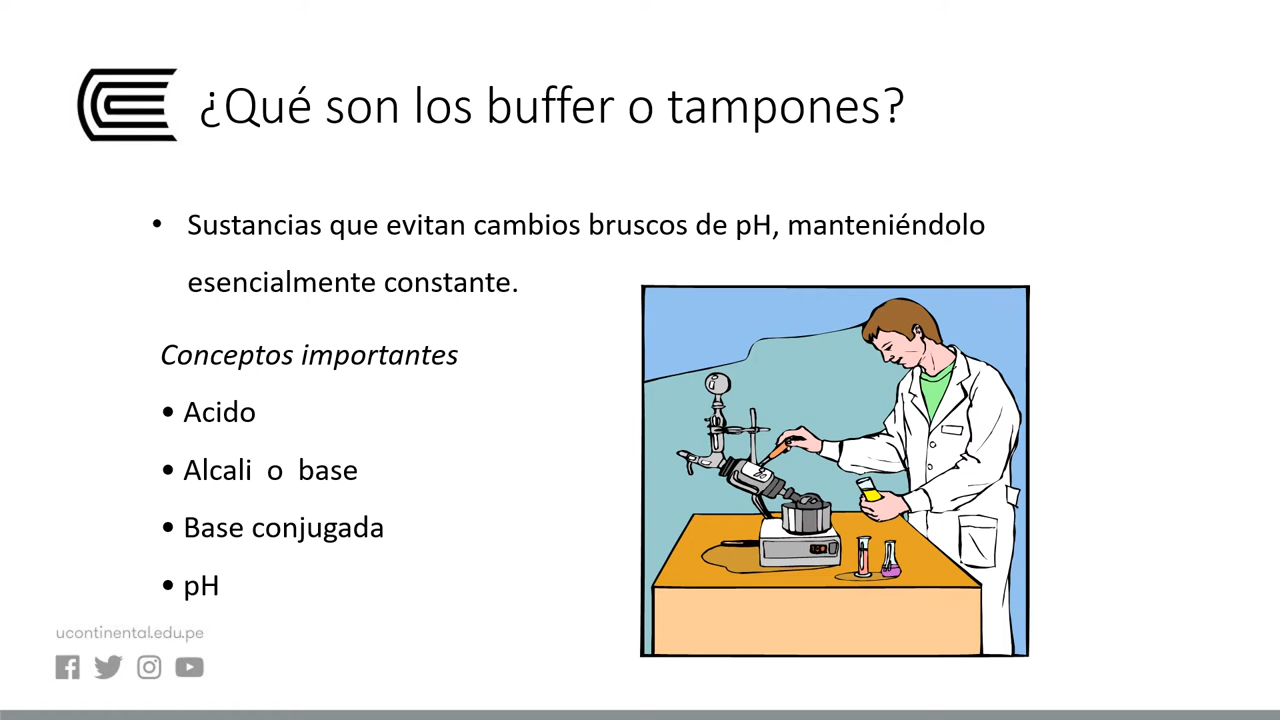 ¿Qué son los buffer o tampones?
• Sustancias que evitan cambios bruscos de pH, manteniéndolo
esencialmente constante.
Conceptos importantes
• Acido
• Alcali o base
• Base conjugada
• pH
ucontinental.edu.pe